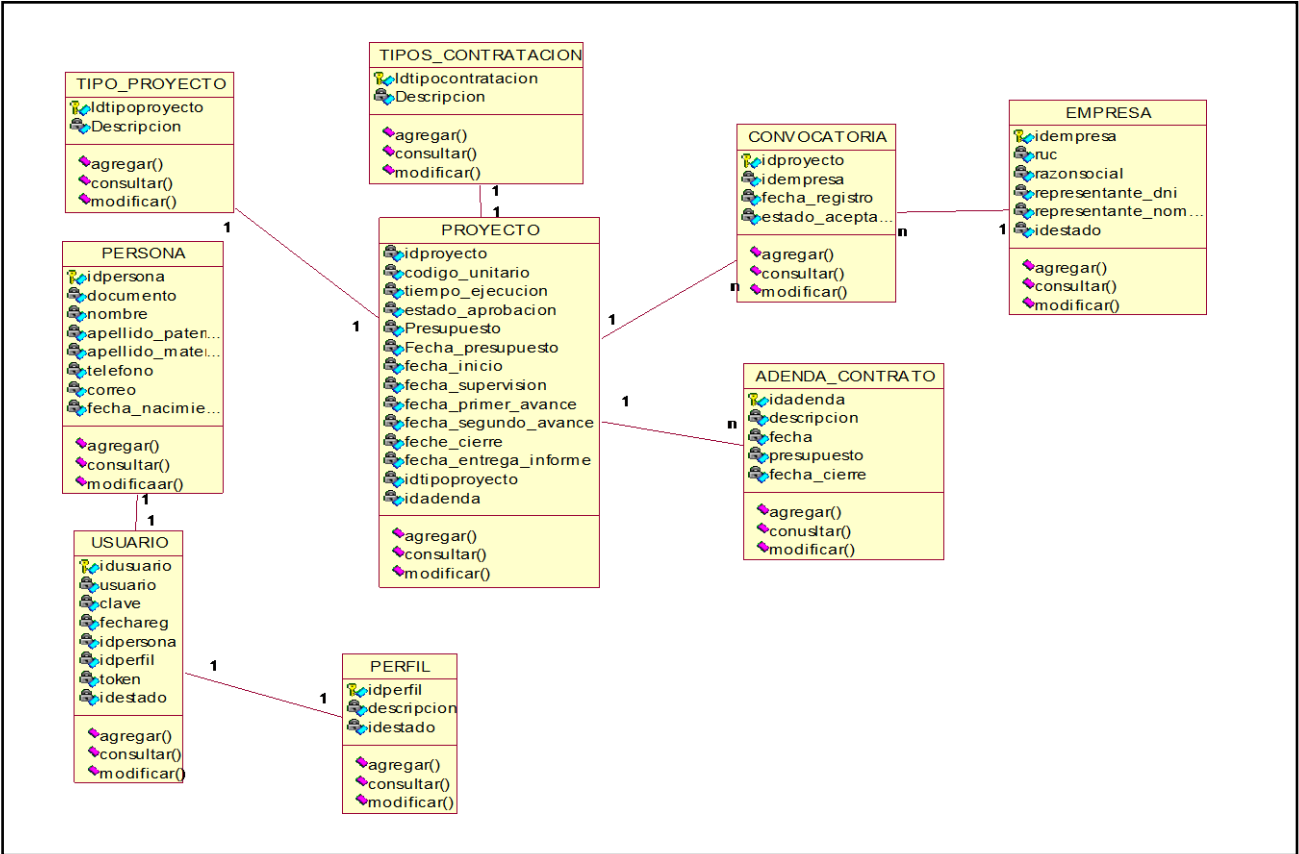 TIPO_PROYECTO
Idtipoproyecto
Descripcion
agregar()
consultar()
modificar()
1
1
TIPOS_CONTRATACION
Idtipocontratacion
Descripcion
agregar()
consultar()
modificar()
1
1
PROYECTO
idproyecto
codigo_unitario
tiempo_ejecucion
estado_aprobacion
Presupuesto
Fecha_presupuesto
fecha_inicio
fecha_supervision
fecha_primer_avance
fecha_segundo_avance
feche_cierre
fecha_entrega_informe
idtipoproyecto
idadenda
agregar()
consultar()
modificar()
1
n
CONVOCATORIA
idproyecto
idempresa
fecha_registro
estado_acepta...
agregar()
consultar()
modificar()
n
1
EMPRESA
idempresa
ruc
razonsocial
representante_dni
representante_nom...
idestado
agregar()
consultar()
modificar()
1
n
ADENDA_CONTRATO
idadenda
descripcion
fecha
presupuesto
fecha_cierre
agregar()
conusltar()
modificar()
PERSONA
idpersona
documento
nombre
apellido_pater...
apellido_mate...
telefono
correo
fecha_nacimie...
agregar()
consultar()
modificaar()
1
1
USUARIO
idusuario
usuario
clave
fechareg
idpersona
idperfil
token
idestado
agregar()
consultar()
modificar()
1
1
PERFIL
idperfil
descripcion
idestado
agregar()
consultar()
modificar()